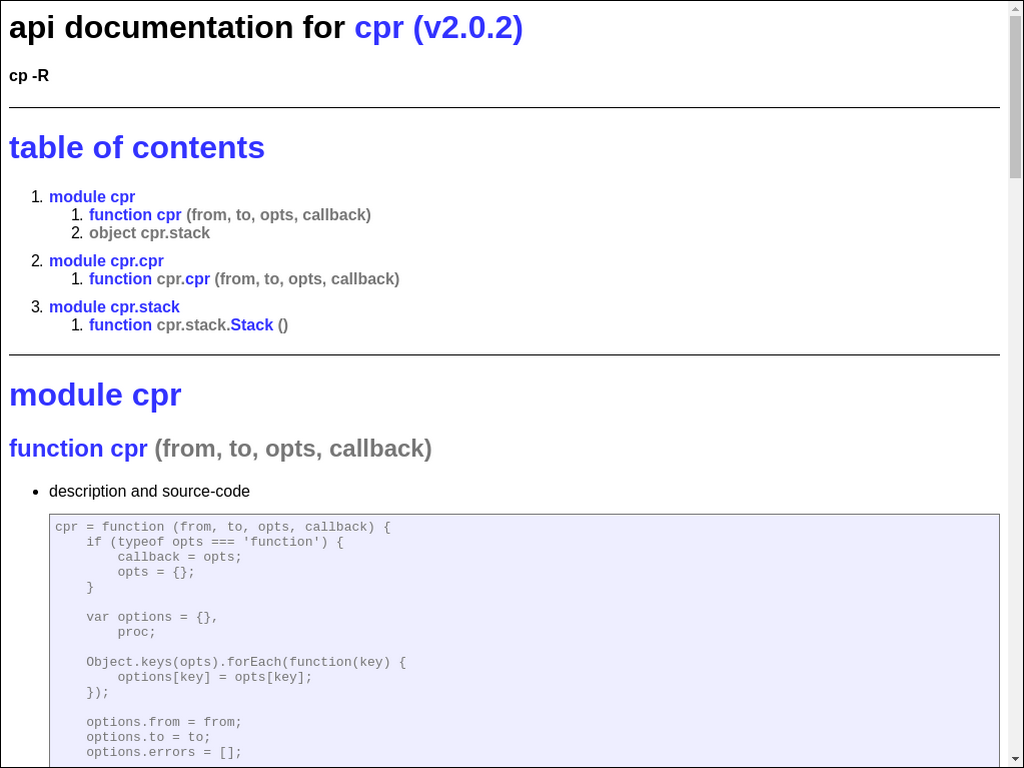 api documentation for cpr (v2.0.2)
cp -R
table of contents
1. module cpr
1. function cpr (from, to, opts, callback)
2. object cpr.stack
2. module cpr.cpr
1. function cpr.cpr (from, to, opts, callback)
3. module cpr.stack
1. function cpr.stack.Stack ()
module cpr
function cpr (from, to, opts, callback)
• description and source-code
cpr = function (from, to, opts, callback) {
    if (typeof opts === 'function') {
        callback = opts;
        opts = {};
    }
    var options = {},
        proc;
    Object.keys(opts).forEach(function(key) {
        options[key] = opts[key];
    });
    options.from = from;
    options.to = to;
    options.errors = [];